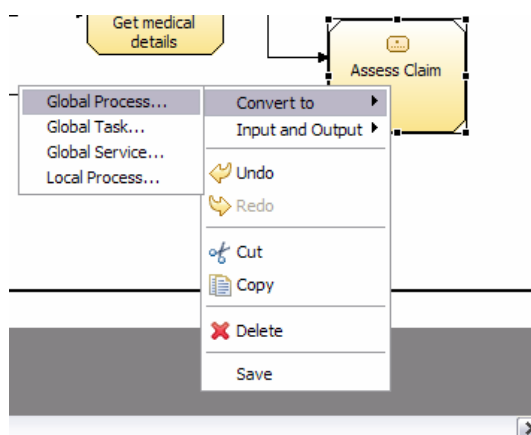 Get medical
details
Assess Claim
Global Process...
Global Task...
Global Service...
Local Process...
Convert to
Input and Output
Undo
Redo
Cut
Copy
Delete
Save